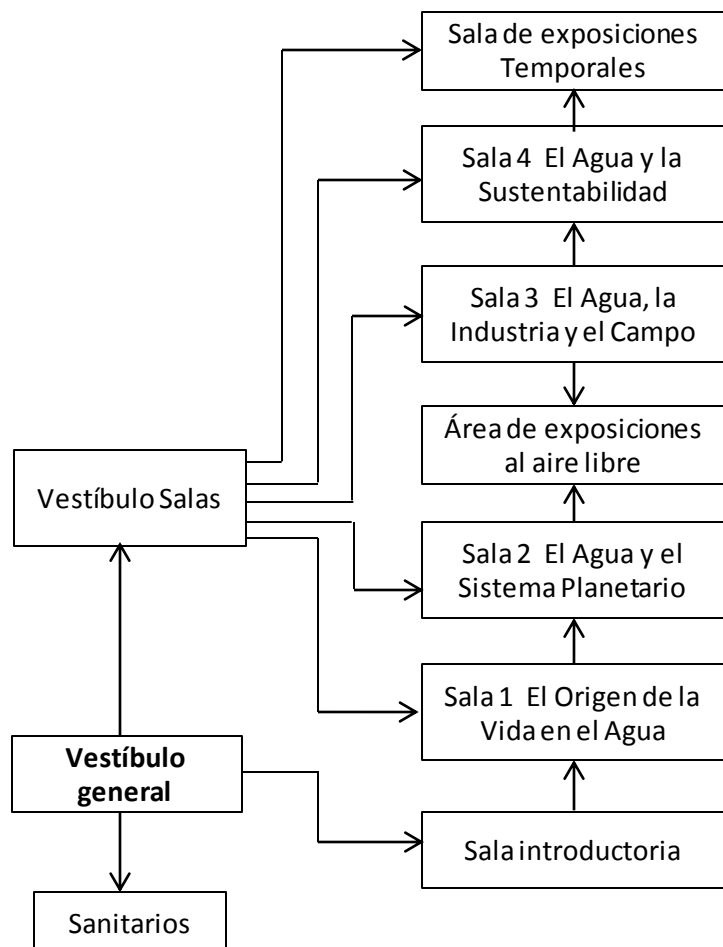 Sala de exposiciones
Temporales
Sala 4 El Agua y la
Sustentabilidad
Sala 3 El Agua, la
Industria y el Campo
Área de exposiciones
al aire libre
Vestíbulo Salas
Sala 2 El Agua y el
Sistema Planetario
Sala 1 El Origen de la
Vida en el Agua
Vestíbulo
general
Sala introductoria
Sanitarios